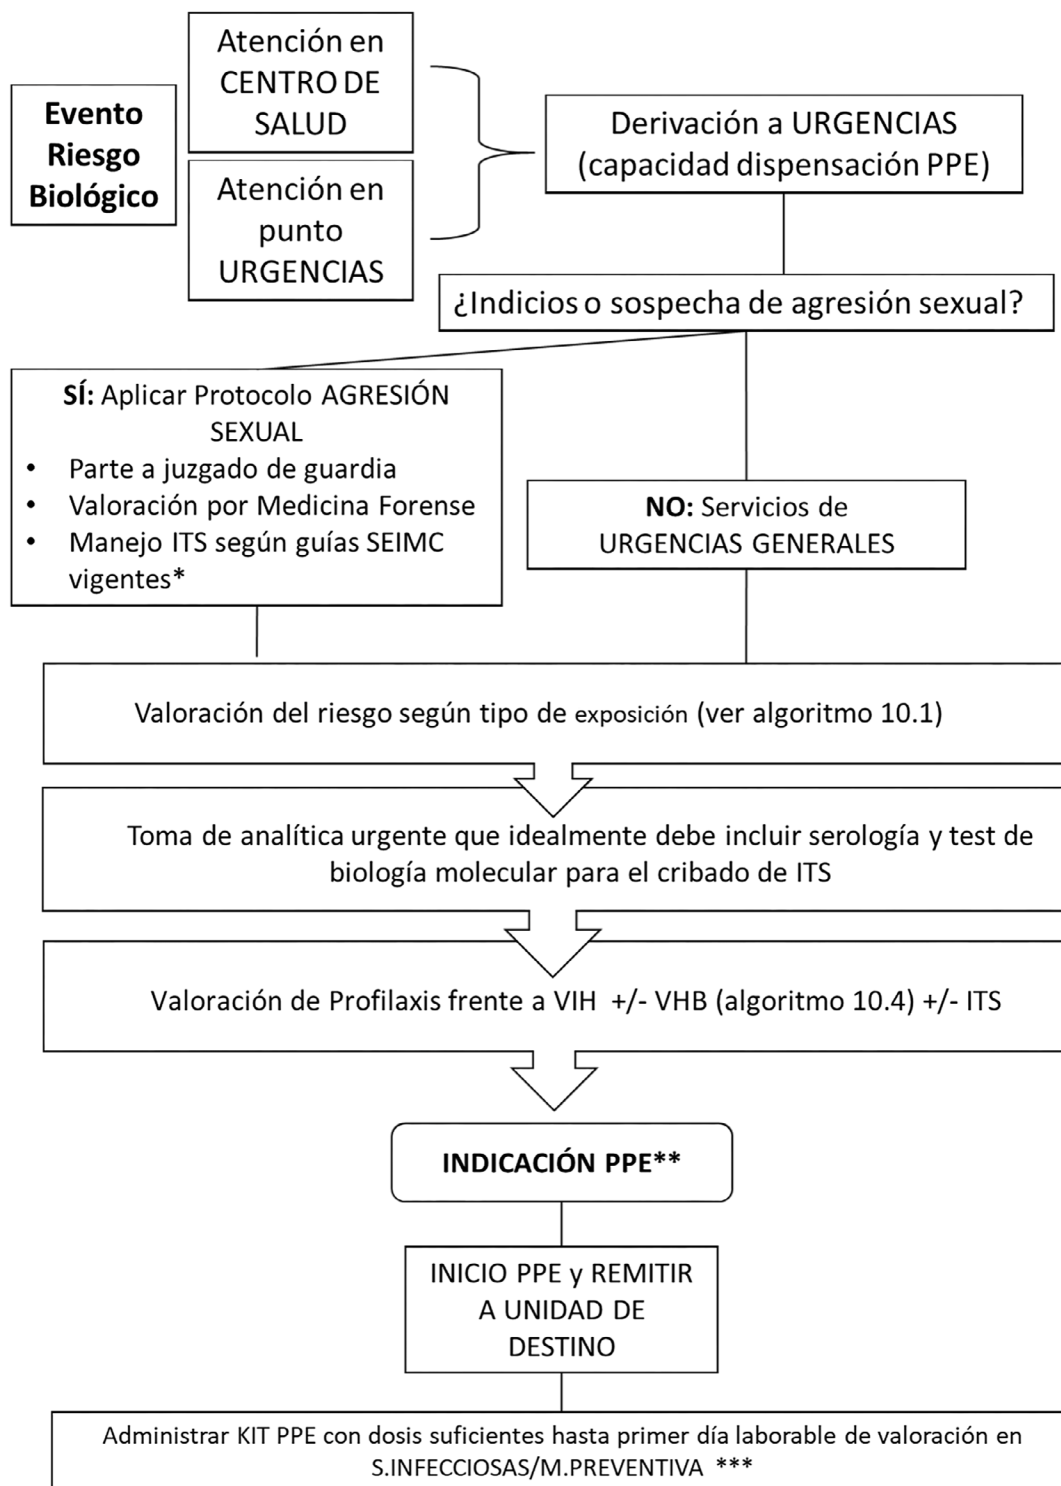 Evento
Riesgo
Biológico
Atención en
CENTRO DE
SALUD
Atención en
punto
URGENCIAS
Derivación a URGENCIAS
(capacidad dispensación PPE)
¿Indicios o sospecha de agresión sexual?
SÍ: Aplicar Protocolo AGRESIÓN
SEXUAL
• Parte a juzgado de guardia
• Valoración por Medicina Forense
• Manejo ITS según guías SEIMC
vigentes*
NO: Servicios de
URGENCIAS GENERALES
Valoración del riesgo según tipo de exposición (ver algoritmo 10.1)
Toma de analítica urgente que idealmente debe incluir serología y test de
biología molecular para el cribado de ITS
Valoración de Profilaxis frente a VIH +/- VHB (algoritmo 10.4) +/- ITS
INDICACIÓN PPE**
INICIO PPE y REMITIR
A UNIDAD DE
DESTINO
Administrar KIT PPE con dosis suficientes hasta primer día laborable de valoración en
S.INFECCIOSAS/M.PREVENTIVA ***